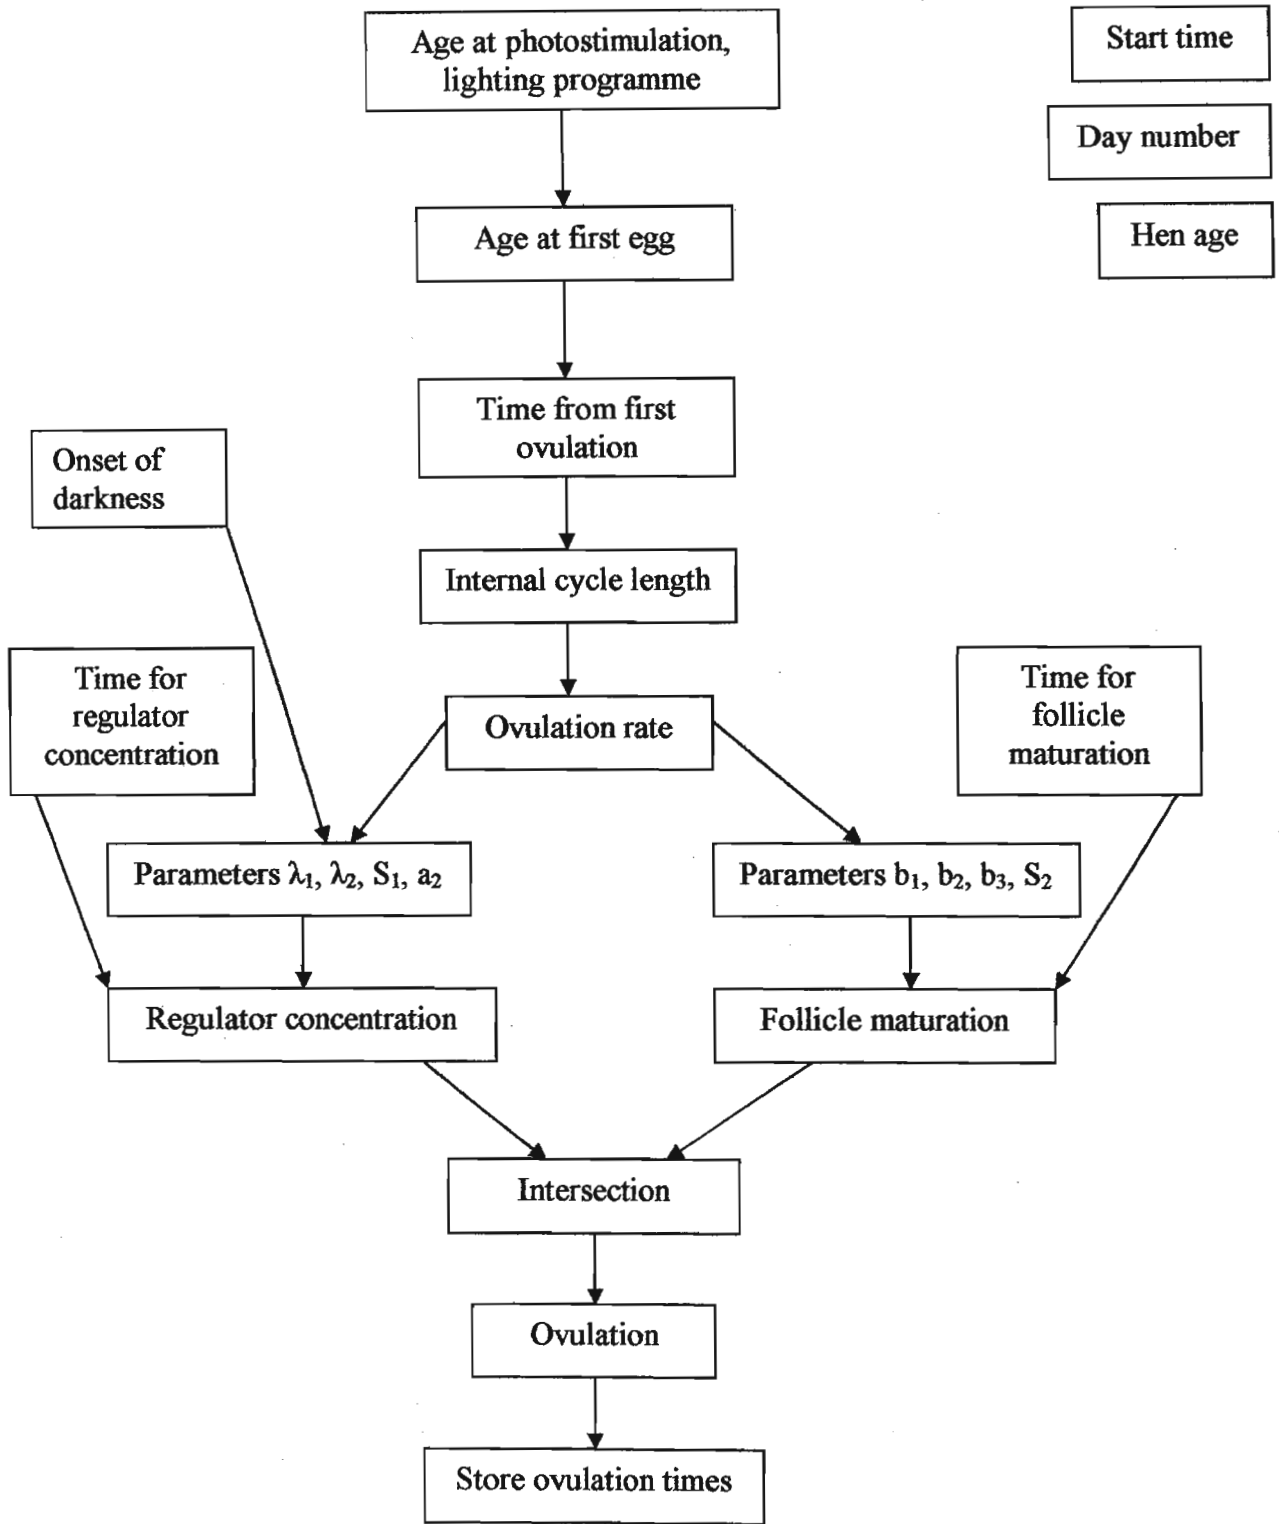 Age at photostimulation,
lighting programme
Start time
Day number
Hen age
Age at first egg
Time from first
ovulation
Onset of
darkness
Internal cycle length
Time for
regulator
concentration
Ovulation rate
Time for
follicle
maturation
Parameters λ₁, λ₂, S₁, a₂
Parameters b₁, b₂, b₃, S₂
Regulator concentration
Follicle maturation
Intersection
Ovulation
Store ovulation times